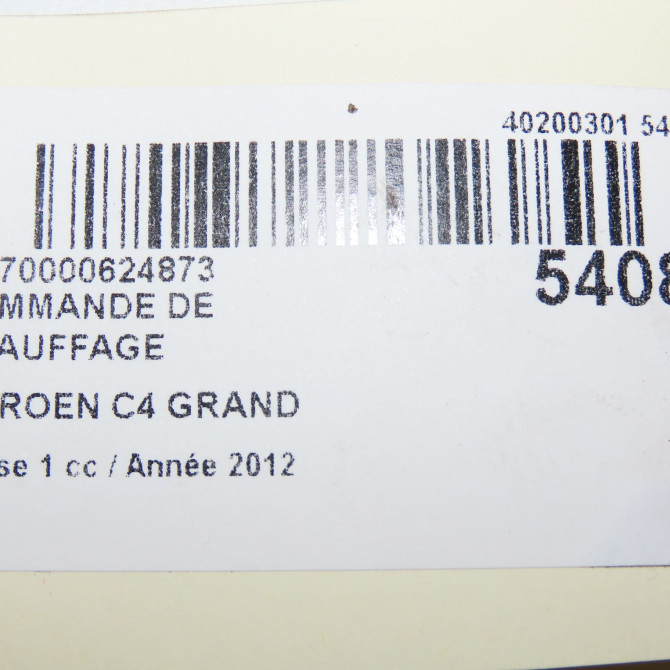 40200301 54
70000624873
5408
MMANDE DE
AUFFAGE
ROEN C4 GRAND
se 1 cc / Année 2012